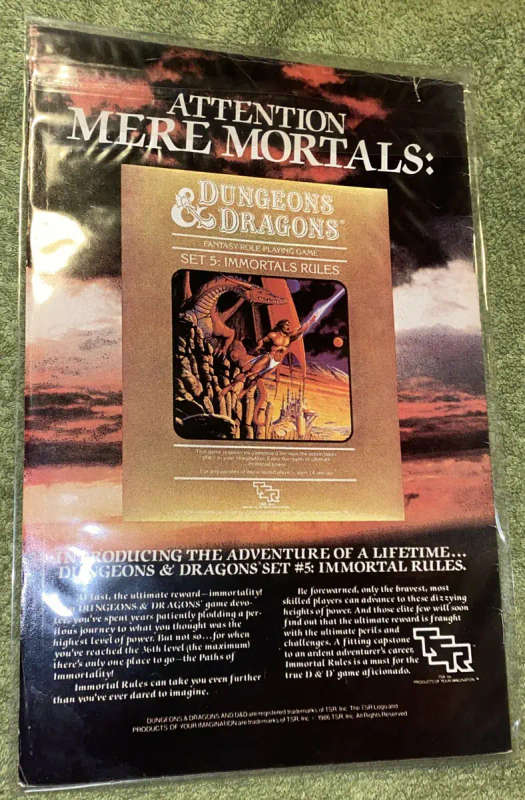 ATTENTION
MERE MORTALS:
DUNGEONS
& DRAGONS™
FANTASY ROLE-PLAYING GAME
SET 5: IMMORTALS RULES
TSR
INTRODUCING THE ADVENTURE OF A LIFETIME...
DUNGEONS & DRAGONS® SET #5: IMMORTAL RULES.
At last, the ultimate reward—immortality!
DUNGEONS & DRAGONS® game devo-
you've spent years patiently plodding a per-
ilous journey to what you thought was the
highest level of power. But not so...for when
you've reached the 36th level (the maximum)
there's only one place to go—the Paths of
Immortality!
Immortal Rules can take you even further
than you've ever dared to imagine.
Be forewarned, only the bravest, most
skilled players can advance to these dizzying
heights of power. And those elite few will soon
find out that the ultimate reward is fraught
with the ultimate perils and
challenges. A fitting capstone
to an ardent adventurer's career.
Immortal Rules is a must for the
true D & D® game aficionado.
TSR
TSR, Inc.
PRODUCTS OF YOUR IMAGINATION™
DUNGEONS & DRAGONS AND D&D are registered trademarks of TSR, Inc. The TSR Logo and
PRODUCTS OF YOUR IMAGINATION are trademarks of TSR, Inc. © 1986 TSR, Inc. All Rights Reserved.